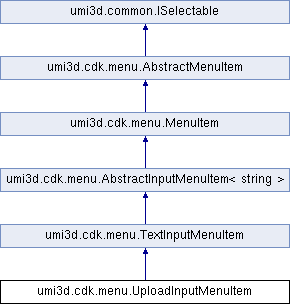 umi3d.common.ISelectable
umi3d.cdk.menu.AbstractMenuItem
umi3d.cdk.menu.MenuItem
umi3d.cdk.menu.AbstractInputMenuItem< string >
umi3d.cdk.menu.TextInputMenuItem
umi3d.cdk.menu.UploadInputMenuItem